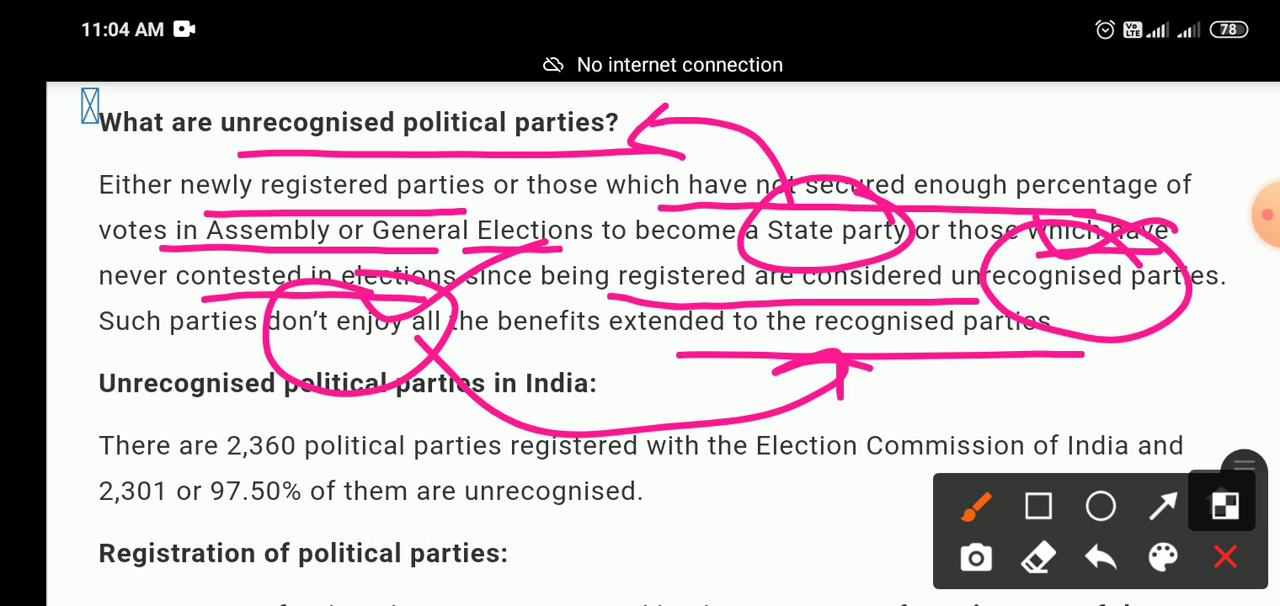 11:04 AM
Vo LTE
78
No internet connection
What are unrecognised political parties?
Either newly registered parties or those which have not secured enough percentage of
votes in Assembly or General Elections to become a State party or those which have
never contested in elections since being registered are considered unrecognised parties.
Such parties don't enjoy all the benefits extended to the recognised parties.
Unrecognised political parties in India:
There are 2,360 political parties registered with the Election Commission of India and
2,301 or 97.50% of them are unrecognised.
Registration of political parties: